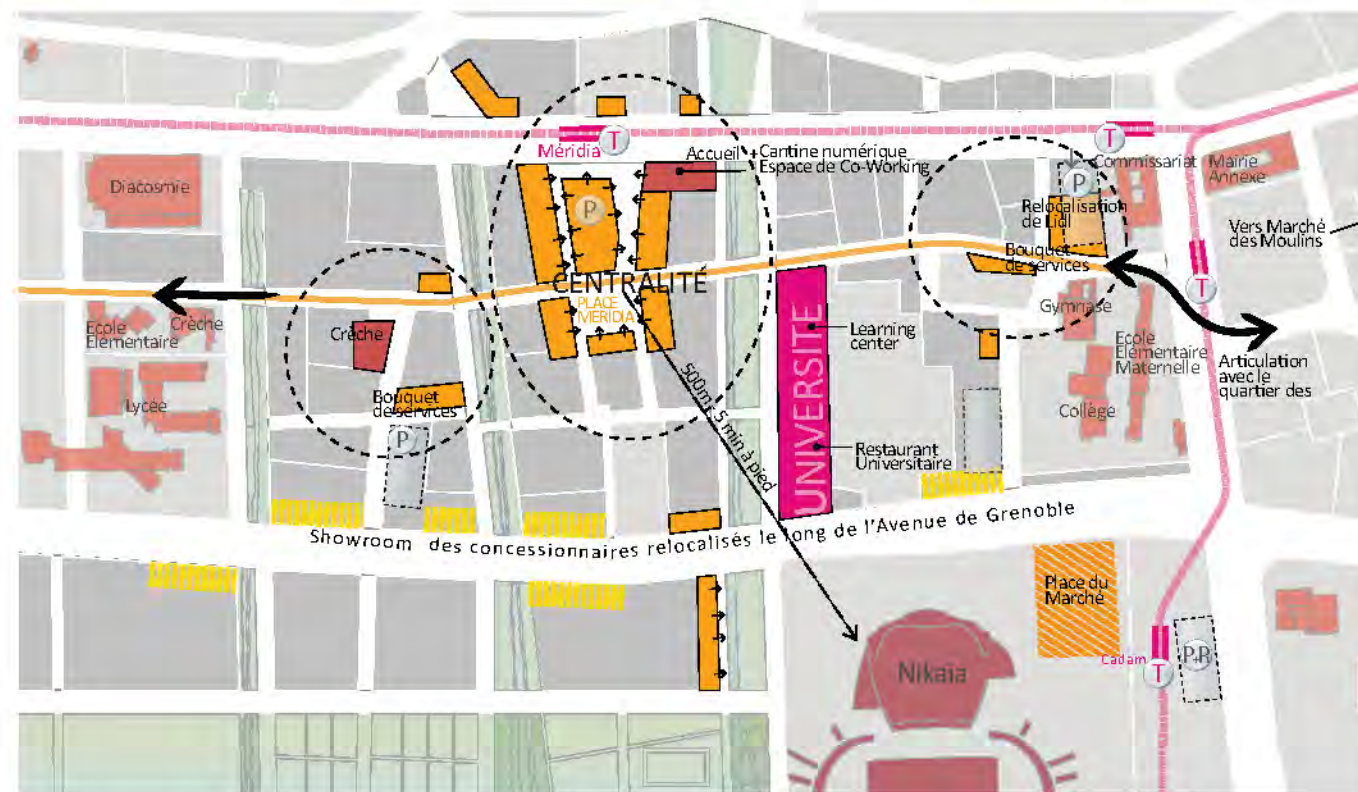 T
T
Méridia
Accueil + Cantine numérique
Espace de Co-Working
Commissariat
Mairie
Annexe
Diacosmie
P
P
Relocalisation
de Lidl
Vers Marché
des Moulins
Bouquet
de services
CENTRALITÉ
PLACE
MÉRIDIA
T
Gymnase
Ecole
Elémentaire
Crèche
Crèche
UNIVERSITE
Learning
center
Ecole
Elémentaire
Maternelle
Articulation
avec le
quartier des
Lycée
Bouquet
de services
P
500m - 5 min à pied
Collège
Restaurant
Universitaire
Showroom des concessionnaires relocalisés le long de l'Avenue de Grenoble
Place du
Marché
Nikaïa
Cadam
T
P+R